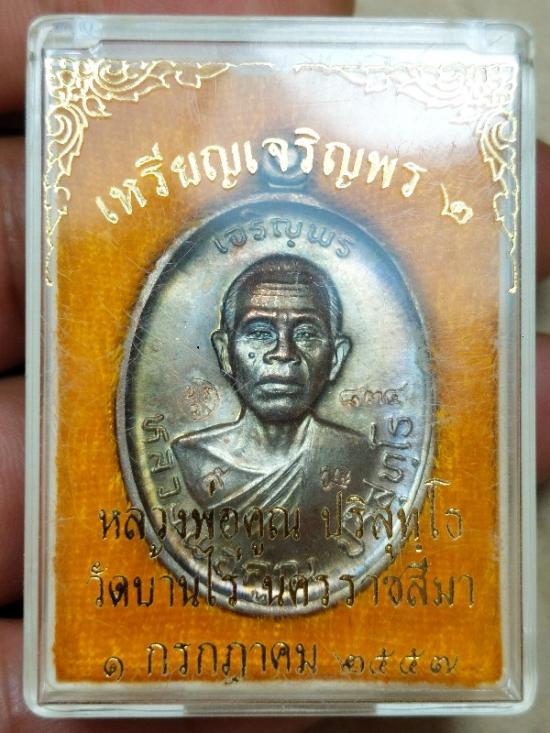 เหรียญเจริญพร ๒
เจริญพร
หลวงพ่อคูณ ปริสุทฺโธ
วัดบ้านไร่ นครราชสีมา
๑ กรกฎาคม ๒๕๕๗